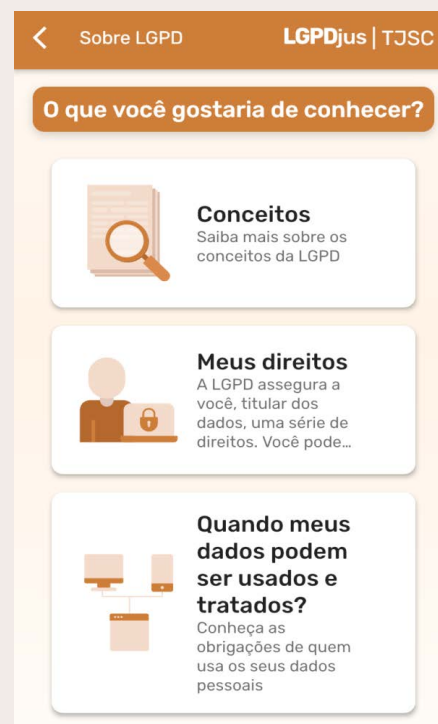 Sobre LGPD LGPDjus | TJSC
O que você gostaria de conhecer?
Conceitos
Saiba mais sobre os
conceitos da LGPD
Meus direitos
A LGPD assegura a
você, titular dos
dados, uma série de
direitos. Você pode…
Quando meus
dados podem
ser usados e
tratados?
Conheça as
obrigações de quem
usa os seus dados
pessoais